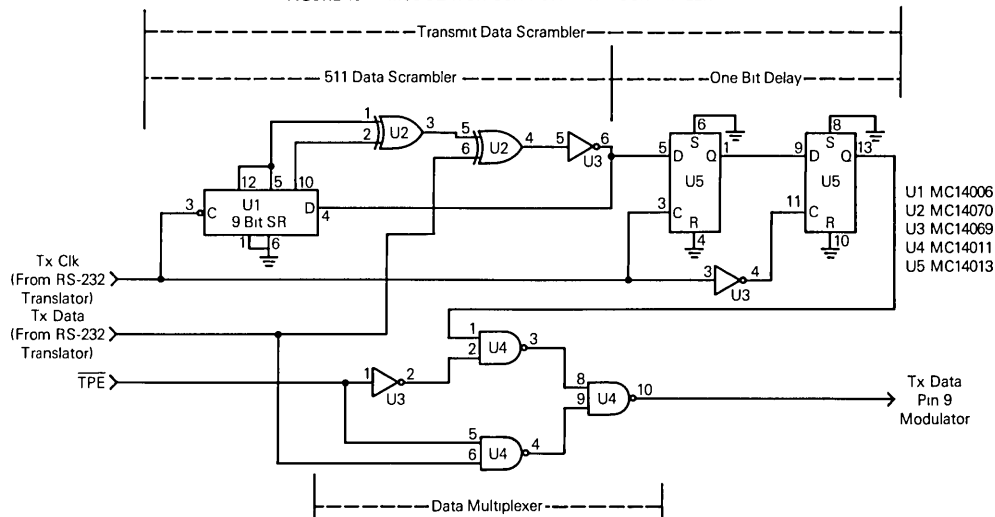 Transmit Data Scrambler
511 Data Scrambler
One Bit Delay
1
2
U2
3
5
6
U2
4
5
U3
6
12 5 10
U1
9 Bit SR
3
C
D
4
1 6
6
S
5
D
Q
1
U5
3
C
R
4
8
S
9
D
Q
13
U5
11
C
R
10
U1 MC14006
U2 MC14070
U3 MC14069
U4 MC14011
U5 MC14013
Tx Clk
(From RS-232
Translator)
3
4
U3
Tx Data
(From RS-232
Translator)
1
2
U4
3
TPE
1
2
U3
8
9
U4
10
Tx Data
Pin 9
Modulator
5
6
U4
4
Data Multiplexer